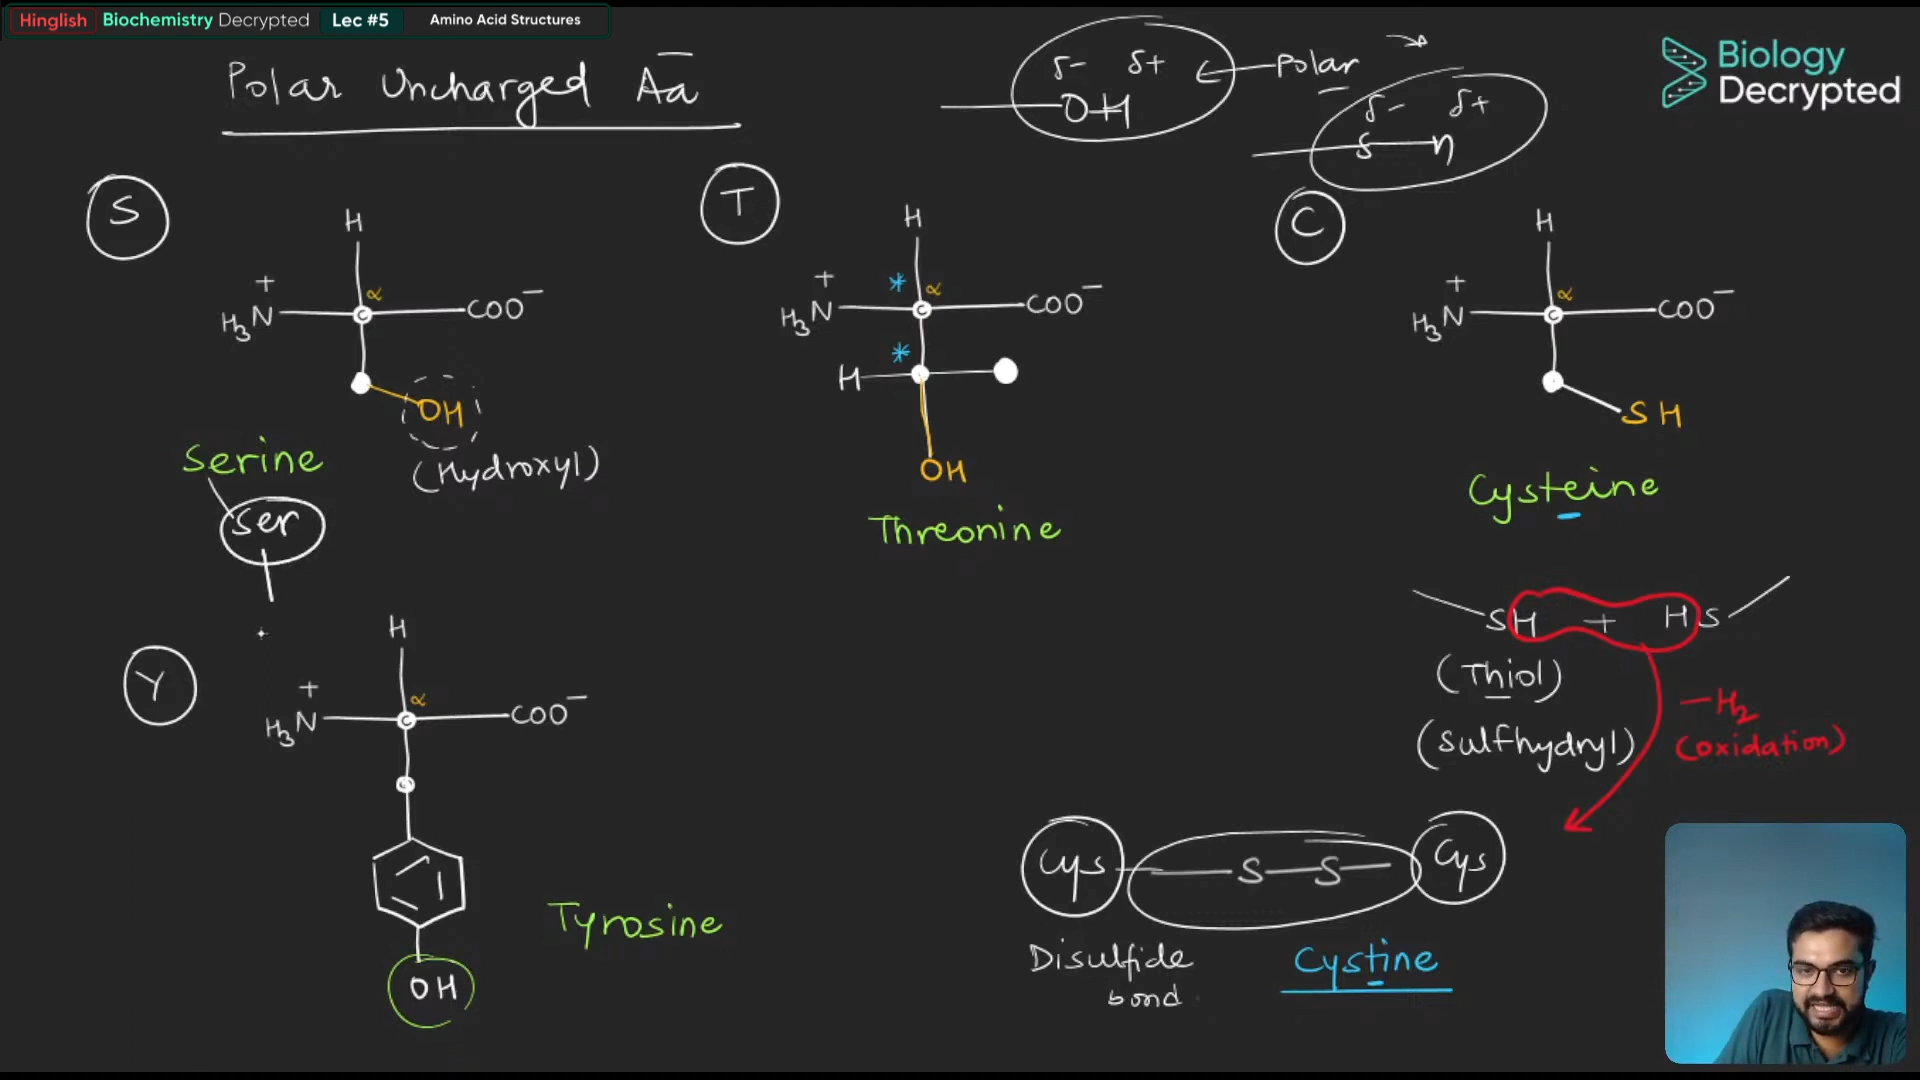 Hinglish Biochemistry Decrypted Lec #5 Amino Acid Structures
Biology
Decrypted
Polar Uncharged Aa
δ- δ+ Polar
OH
δ- δ+
S
S
H
+
H3N
α
C
COO-
OH
(Hydroxyl)
Serine
Ser
T
H
+
H3N
*
α
C
COO-
*
H
OH
Threonine
C
H
+
H3N
α
C
COO-
SH
Cysteine
SH + HS
(Thiol)
(Sulfhydryl)
-H2
(oxidation)
Y
H
+
H3N
α
C
COO-
OH
Tyrosine
Cys S S Cys
Disulfide
bond
Cystine